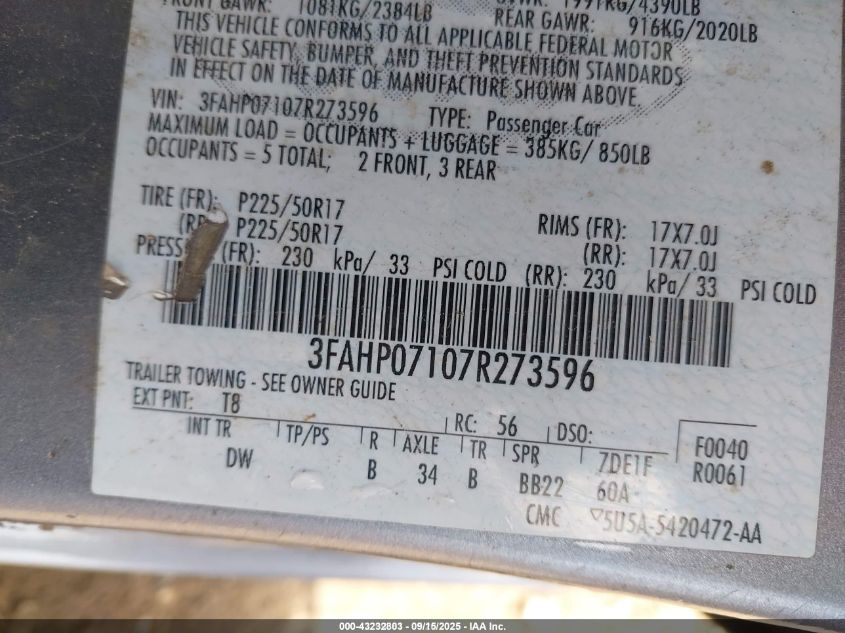 FRONT GAWR: 1081KG/2384LB GVWR: 1991KG/4390LB
REAR GAWR: 916KG/2020LB
THIS VEHICLE CONFORMS TO ALL APPLICABLE FEDERAL MOTOR
VEHICLE SAFETY, BUMPER, AND THEFT PREVENTION STANDARDS
IN EFFECT ON THE DATE OF MANUFACTURE SHOWN ABOVE.
VIN: 3FAHP07107R273596 TYPE: Passenger Car
MAXIMUM LOAD = OCCUPANTS + LUGGAGE = 385KG/ 850LB
OCCUPANTS = 5 TOTAL; 2 FRONT, 3 REAR
TIRE (FR): P225/50R17 RIMS (FR): 17X7.0J
P225/50R17 (RR): 17X7.0J
(FR): 230 kPa/ 33 PSI COLD (RR): 230 kPa/ 33 PSI COLD
3FAHP07107R273596
TRAILER TOWING - SEE OWNER GUIDE
EXT PNT: T8 RC: 56 DSO: F0040
INT TR TP/PS R AXLE TR SPR 7DE1F R0061
DW B 34 B BB22 60A
CMC ▽5U5A-5420472-AA
000-43232803 - 09/15/2025 - IAA Inc.